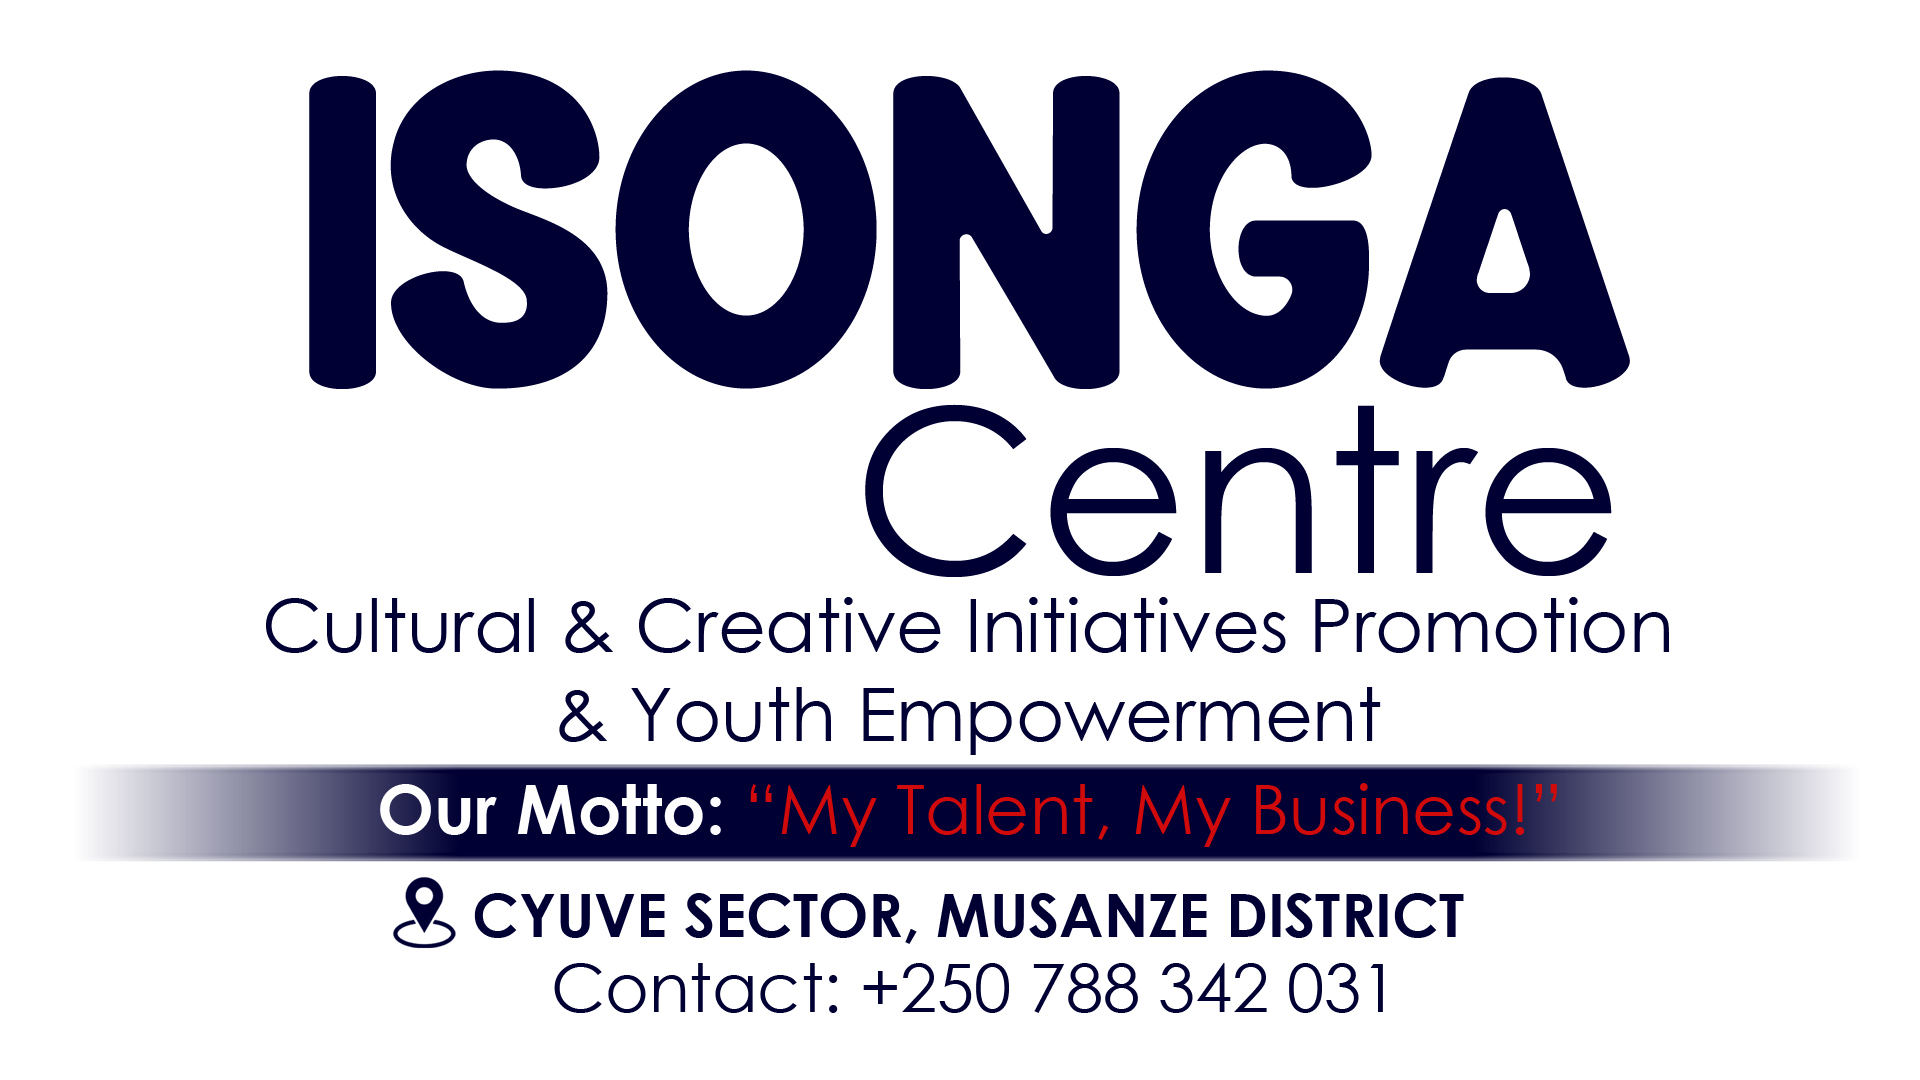 ISONGA
Centre
Cultural & Creative Initiatives Promotion
& Youth Empowerment
Our Motto: “My Talent, My Business!”
CYUVE SECTOR, MUSANZE DISTRICT
Contact: +250 788 342 031